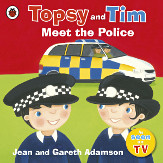 Topsy and Tim
Meet the Police
Jean and Gareth Adamson
TV